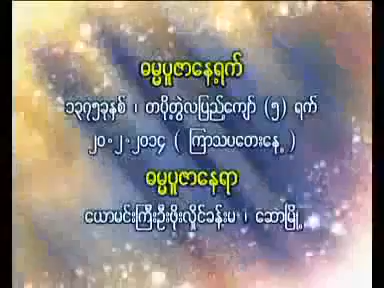 ဓမ္မပူဇာနေ့ရက်
၁၃၇၅ခုနှစ် ၊ တပို့တွဲလပြည့်ကျော် (၅) ရက်
၂၀-၂-၂၀၁၄ ( ကြာသပတေးနေ့ )
ဓမ္မပူဇာနေရာ
ယောမင်းကြီးဦးဖိုးလှိုင်ခန်းမ ၊ ဆောမြို့